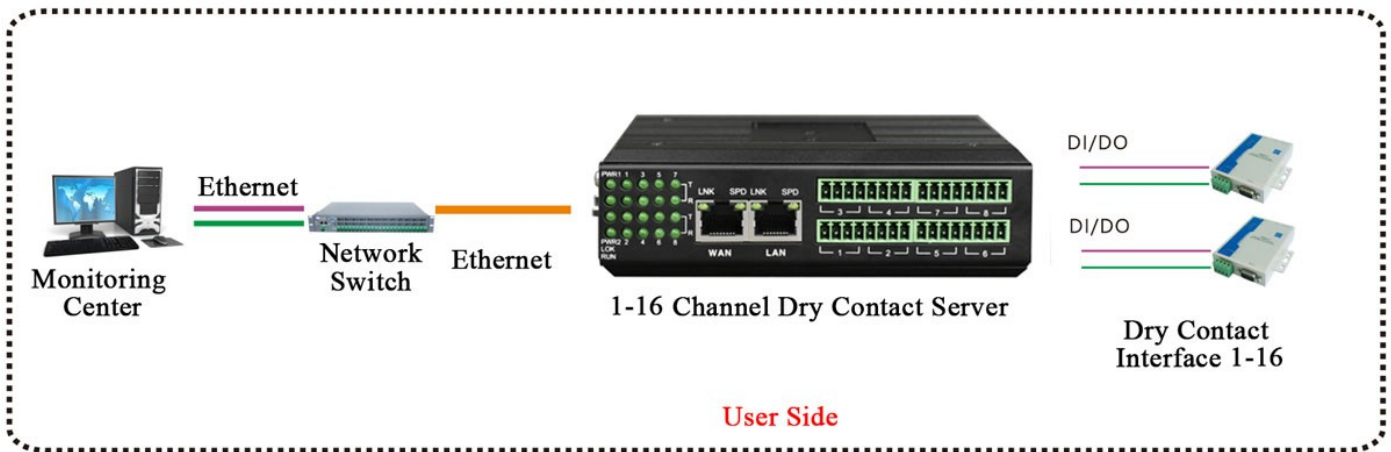 Monitoring
Center
Ethernet
Network
Switch
Ethernet
PWR1 1 3 5 7
T
R
T
R
PWR2 2 4 6 8
LOK
RUN
LNK SPD LNK SPD
WAN LAN
3 4 7 8
1 2 5 6
1-16 Channel Dry Contact Server
DI/DO
DI/DO
Dry Contact
Interface 1-16
User Side